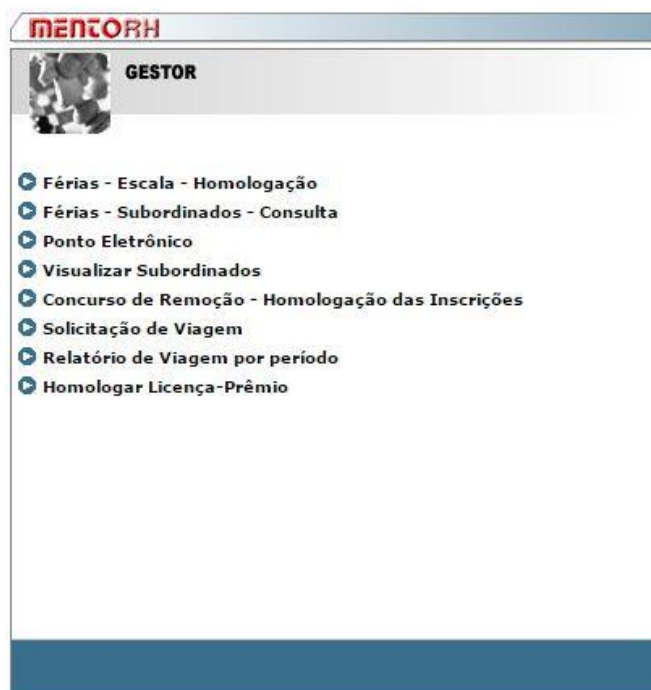 MENTORH
GESTOR
Férias - Escala - Homologação
Férias - Subordinados - Consulta
Ponto Eletrônico
Visualizar Subordinados
Concurso de Remoção - Homologação das Inscrições
Solicitação de Viagem
Relatório de Viagem por período
Homologar Licença-Prêmio